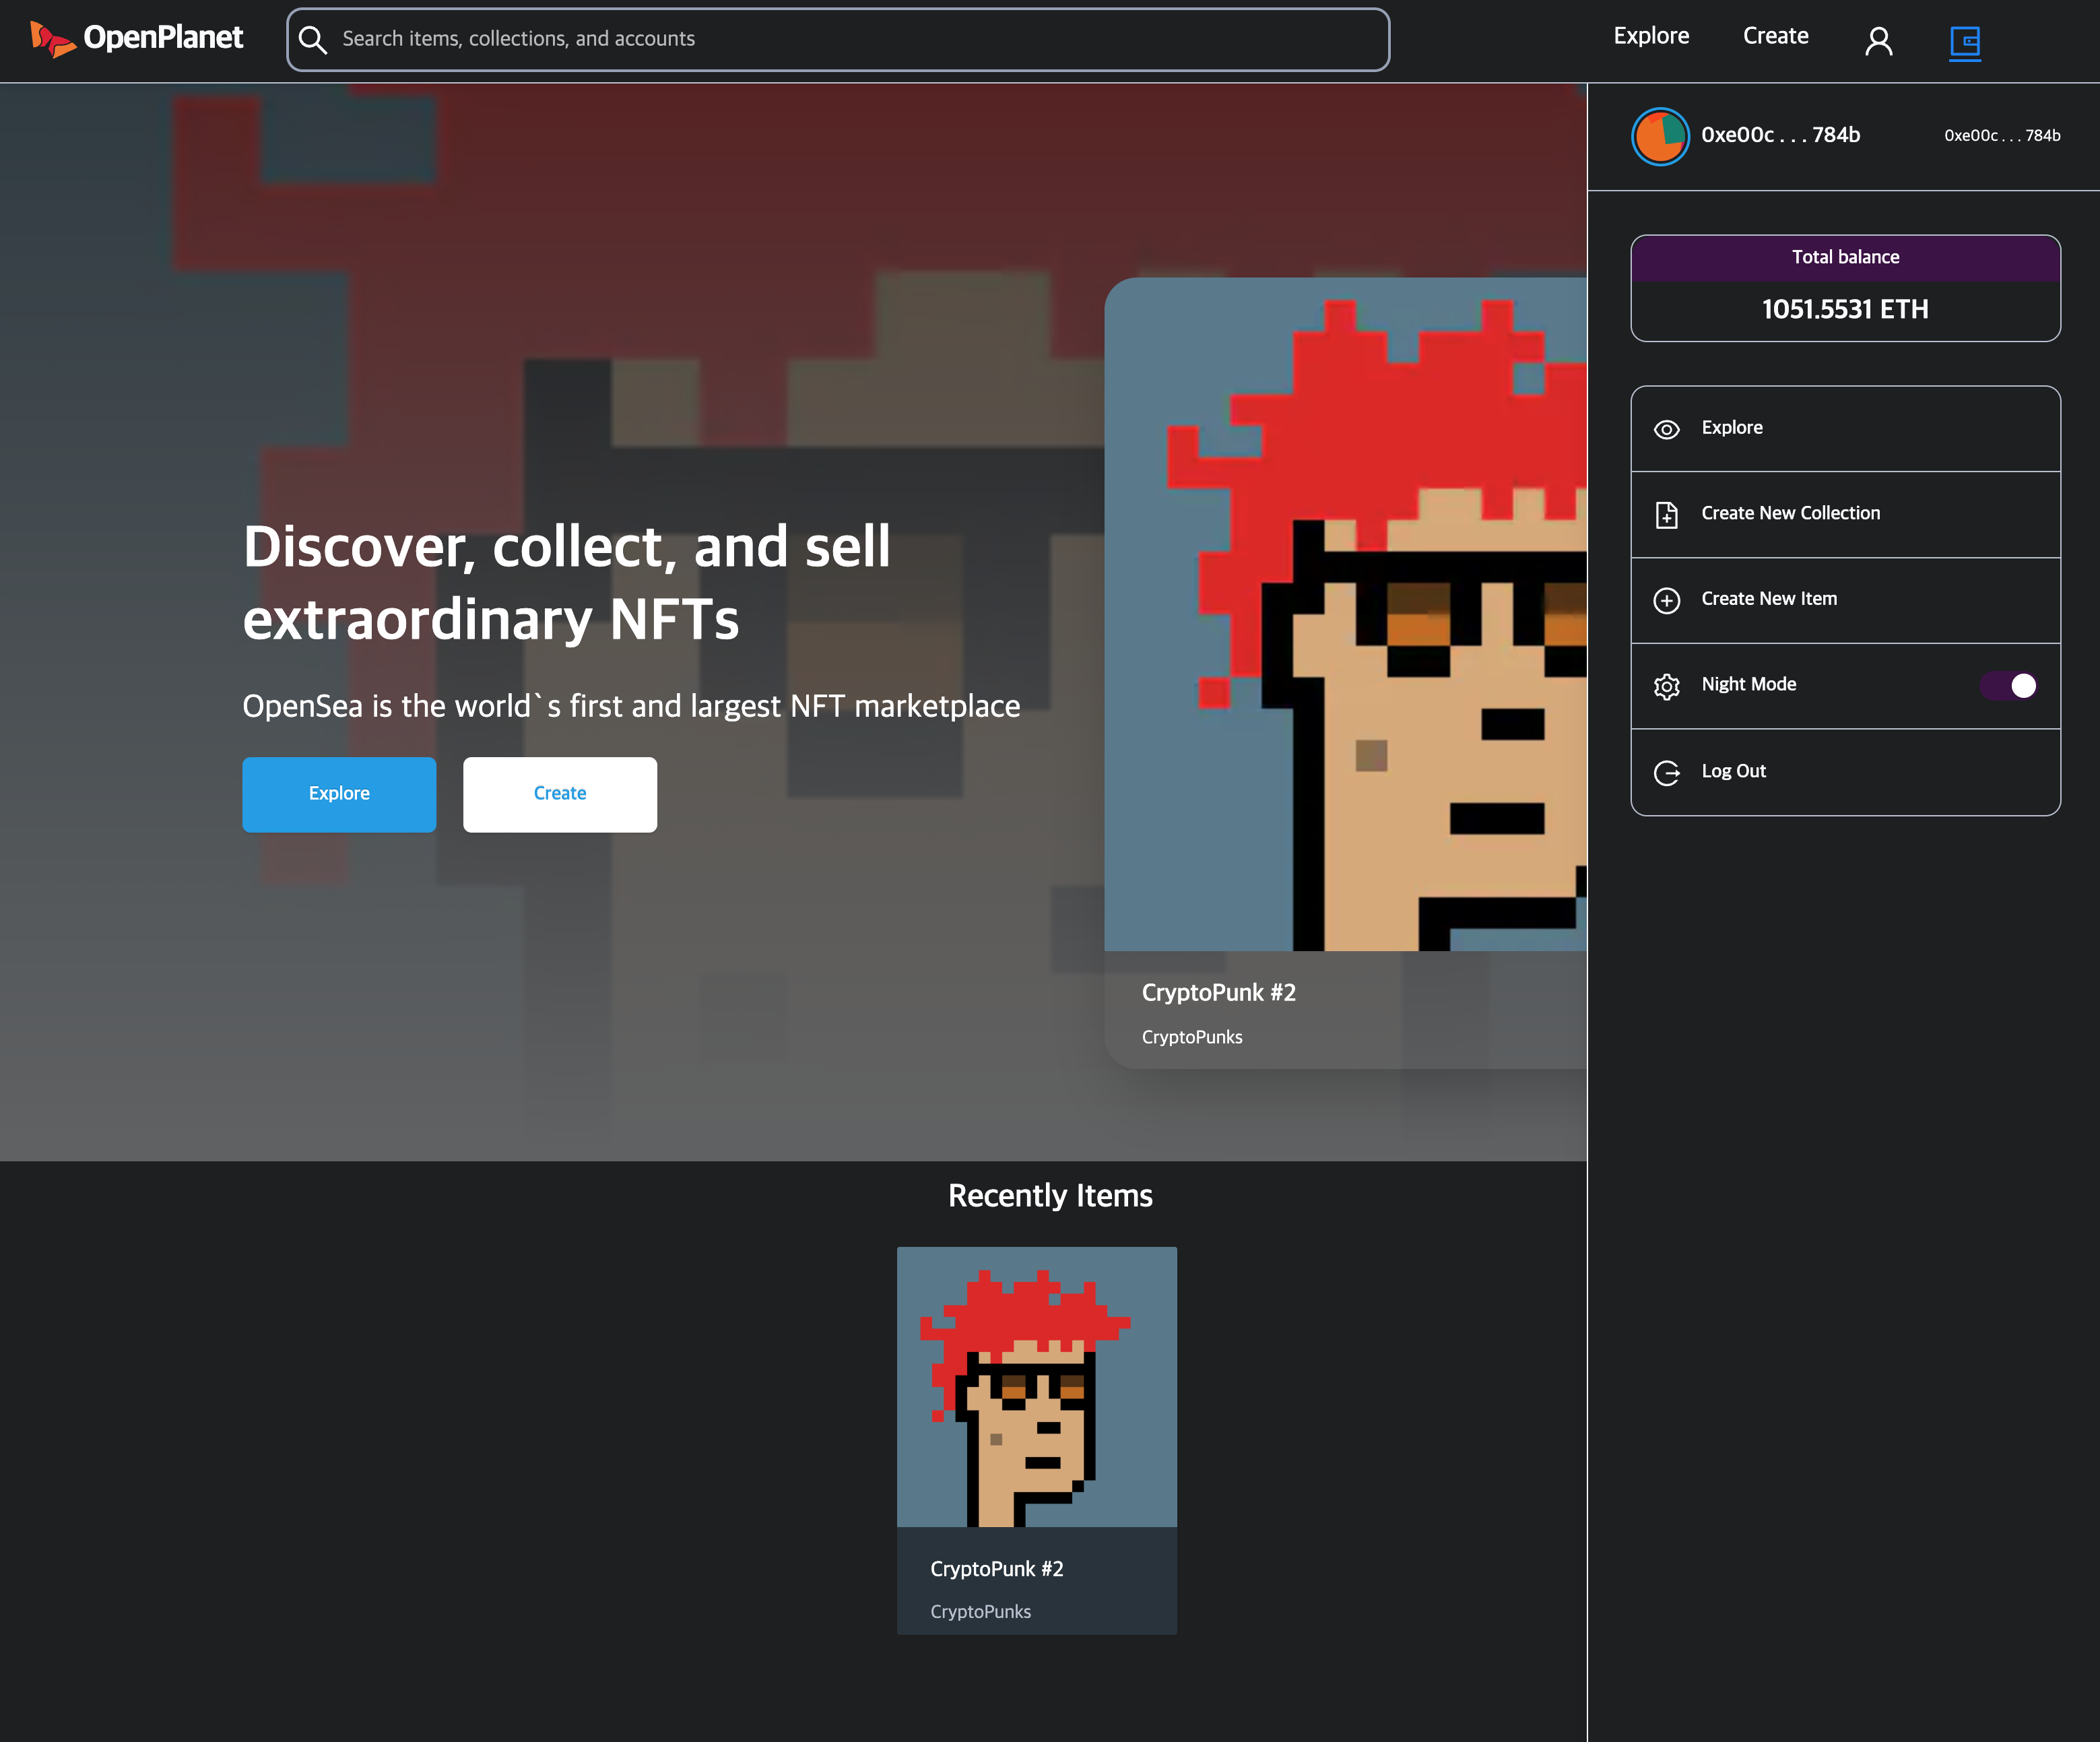 OpenPlanet
Search items, collections, and accounts
Explore
Create
0xe00c . . . 784b
0xe00c . . . 784b
Total balance
1051.5531 ETH
Explore
Create New Collection
Create New Item
Night Mode
Log Out
Discover, collect, and sell
extraordinary NFTs
OpenSea is the world`s first and largest NFT marketplace
Explore
Create
CryptoPunk #2
CryptoPunks
Recently Items
CryptoPunk #2
CryptoPunks